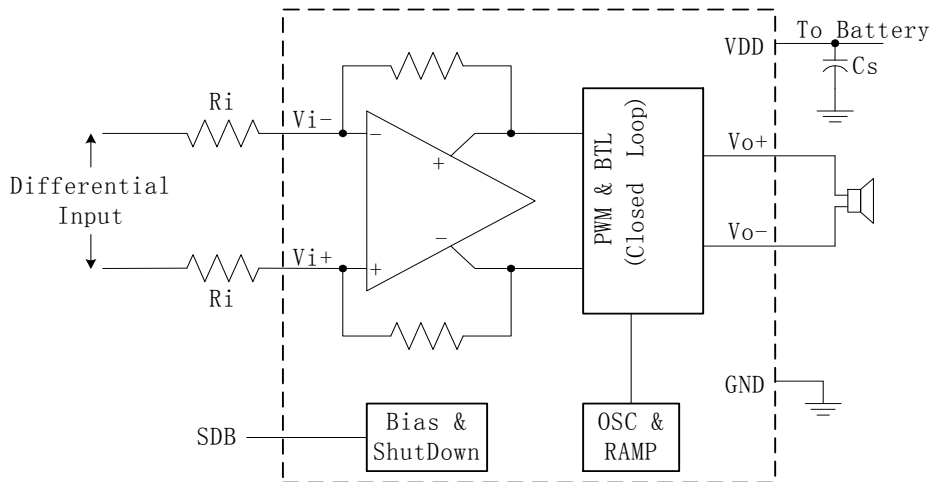 To Battery
VDD
Cs
Ri
Vi-
-
+
Differential
Input
PWM & BTL
(Closed Loop)
Vo+
Vo-
-
Vi+
+
Ri
GND
SDB
Bias &
ShutDown
OSC &
RAMP